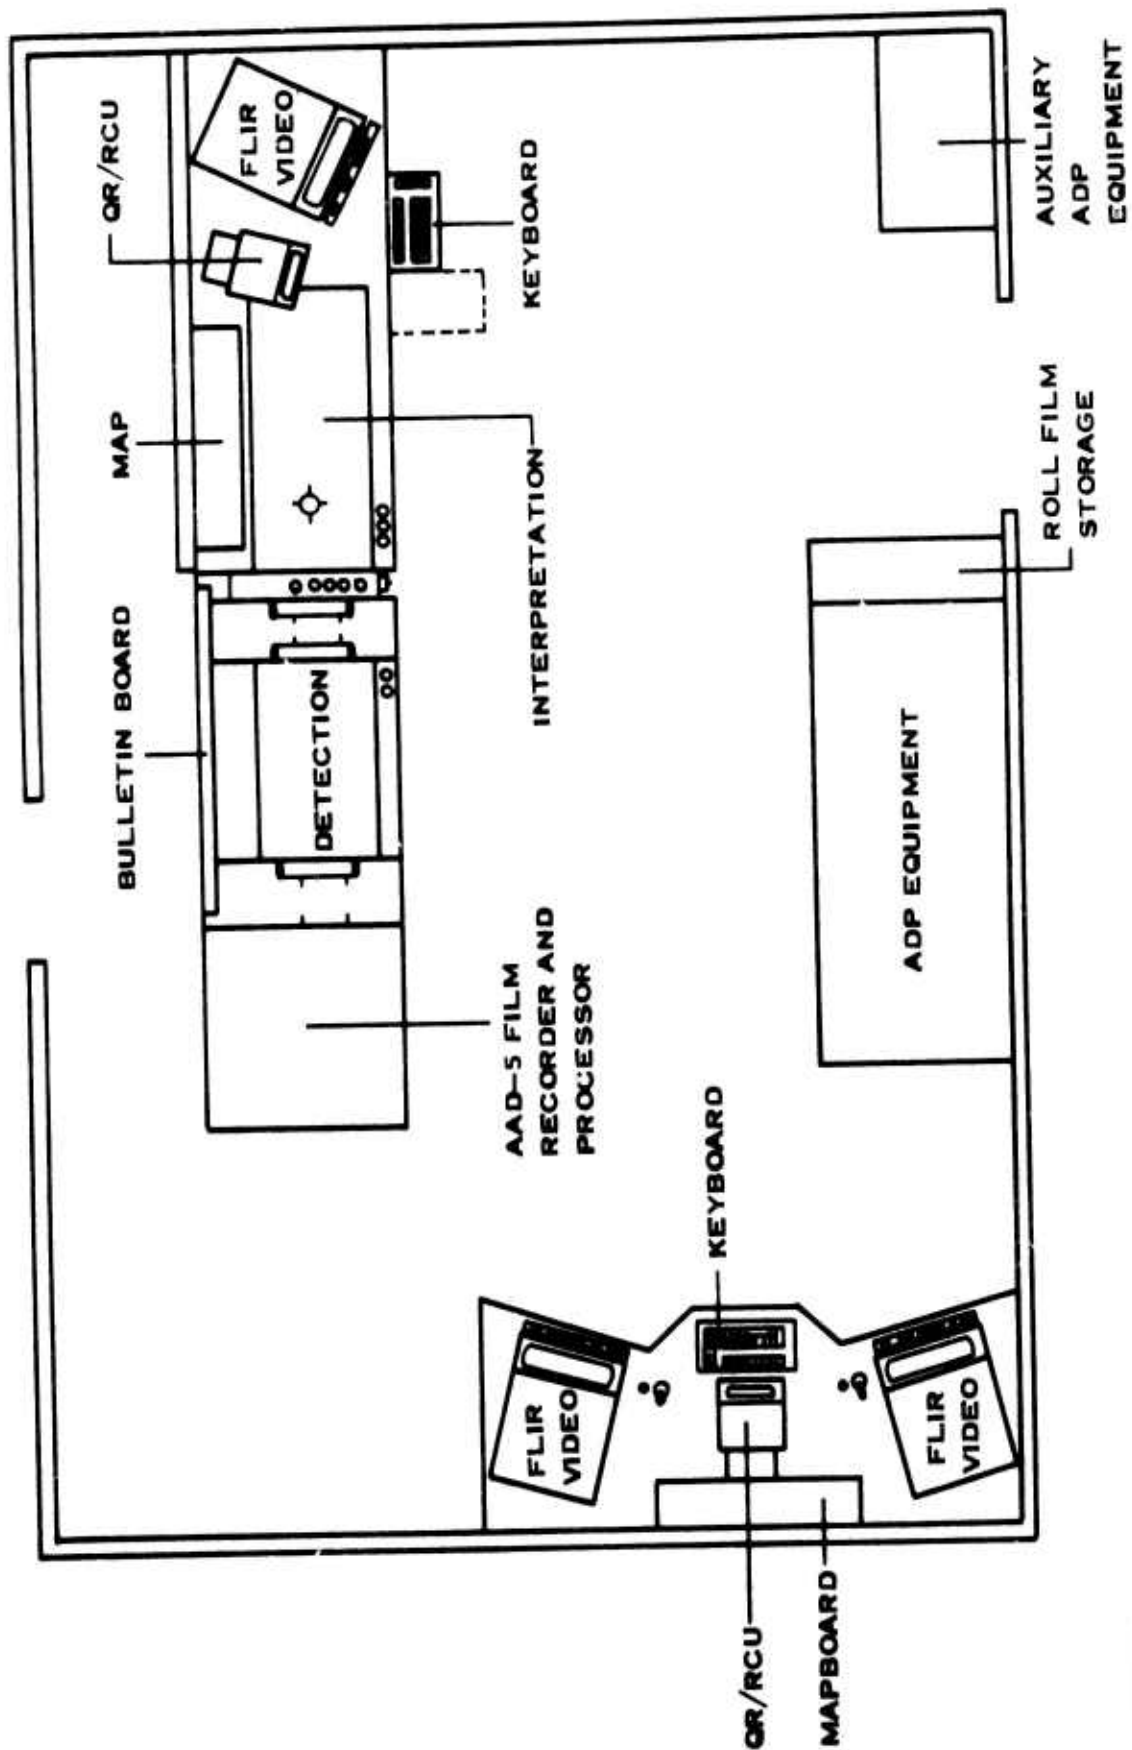 BULLETIN BOARD
MAP
QR/RCU
FLIR
VIDEO
DETECTION
AAD-5 FILM
RECORDER AND
PROCESSOR
INTERPRETATION
KEYBOARD
FLIR
VIDEO
KEYBOARD
QR/RCU
MAPBOARD
FLIR
VIDEO
ADP EQUIPMENT
ROLL FILM
STORAGE
AUXILIARY
ADP
EQUIPMENT